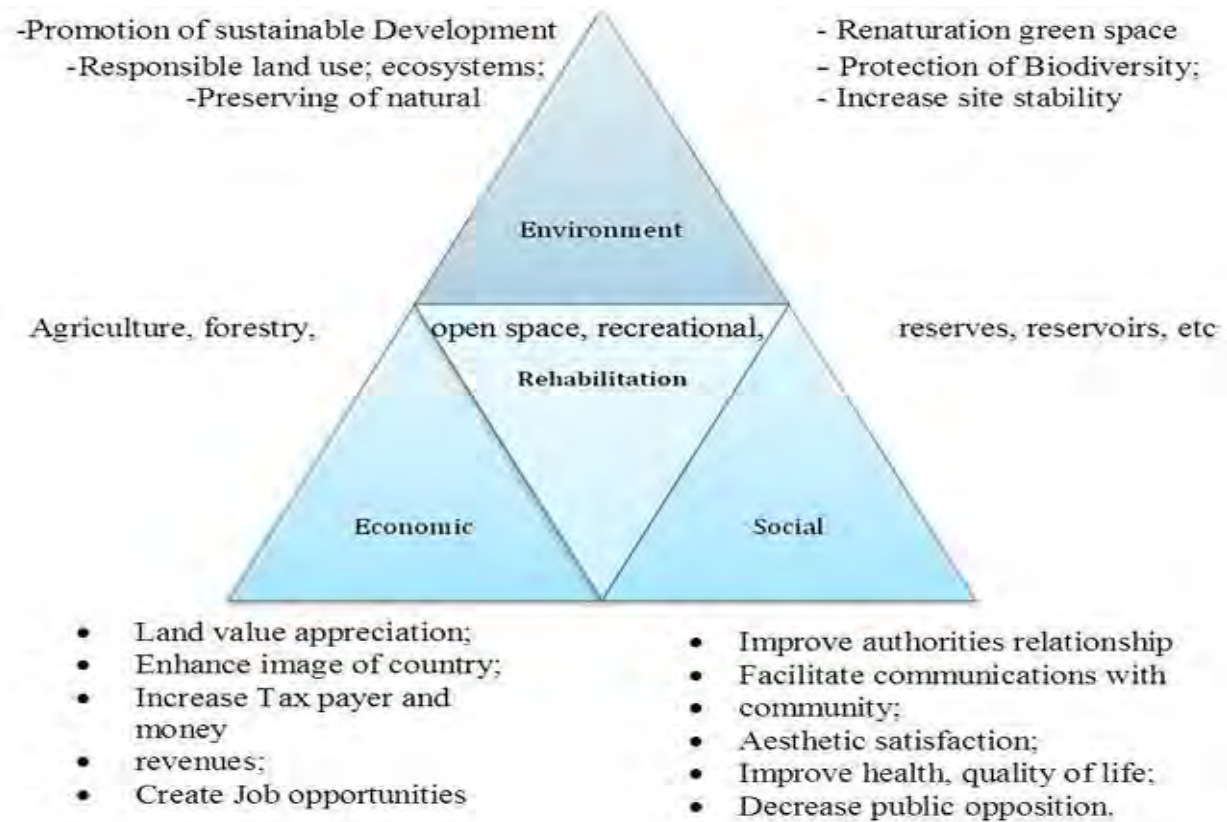 -Promotion of sustainable Development
-Responsible land use; ecosystems;
-Preserving of natural
- Renaturation green space
– Protection of Biodiversity;
- Increase site stability
Environment
Agriculture, forestry,
open space, recreational,
reserves, reservoirs, etc
Rehabilitation
Economic
Social
• Land value appreciation;
• Enhance image of country;
• Increase Tax payer and
money
• revenues;
• Create Job opportunities
• Improve authorities relationship
• Facilitate communications with
• community;
• Aesthetic satisfaction;
• Improve health, quality of life;
• Decrease public opposition.